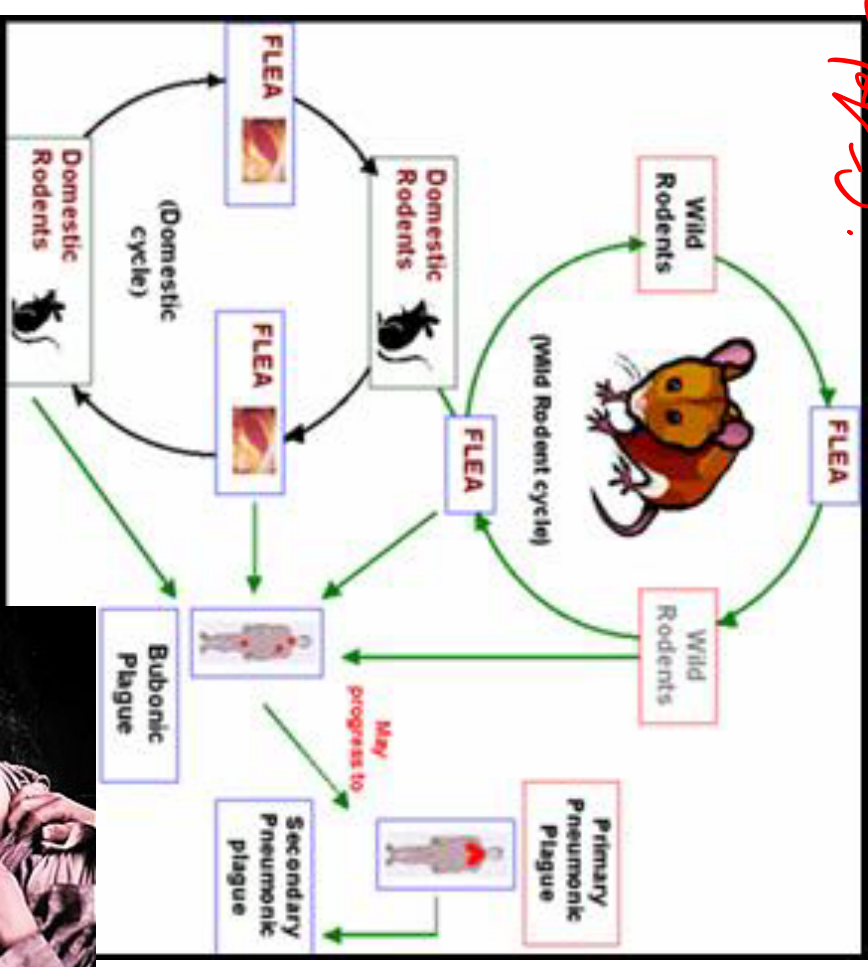 Wild
Rodents
FLEA
Wild
Rodents
(Wild Rodent cycle)
FLEA
Domestic
Rodents
FLEA
FLEA
(Domestic
cycle)
Domestic
Rodents
Primary
Pneumonic
Plague
May
progress to
Secondary
Pneumonic
plague
Bubonic
Plague